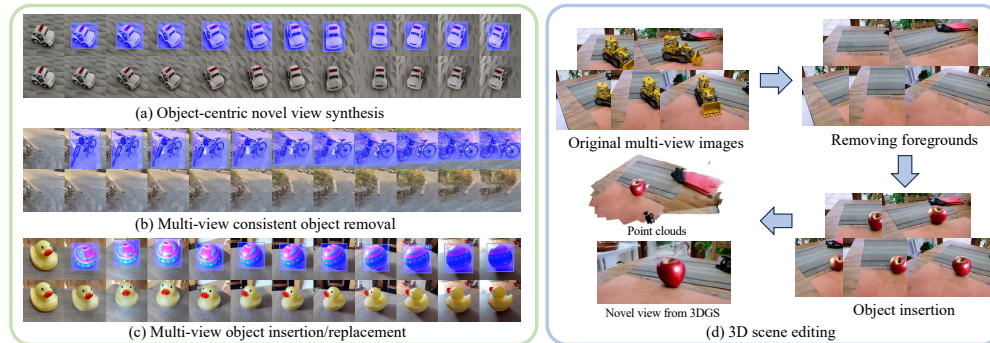 (a) Object-centric novel view synthesis
(b) Multi-view consistent object removal
(c) Multi-view object insertion/replacement
Original multi-view images
Removing foregrounds
Point clouds
Novel view from 3DGS
Object insertion
(d) 3D scene editing